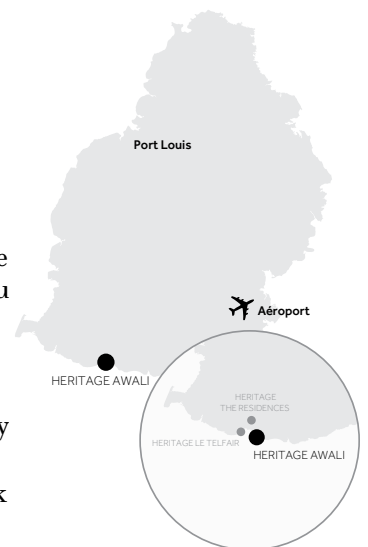 Port Louis
e
u
Aéroport
HERITAGE AWALI
HERITAGE
THE RESIDENCES
y
HERITAGE LE TELFAIR
HERITAGE AWALI
k